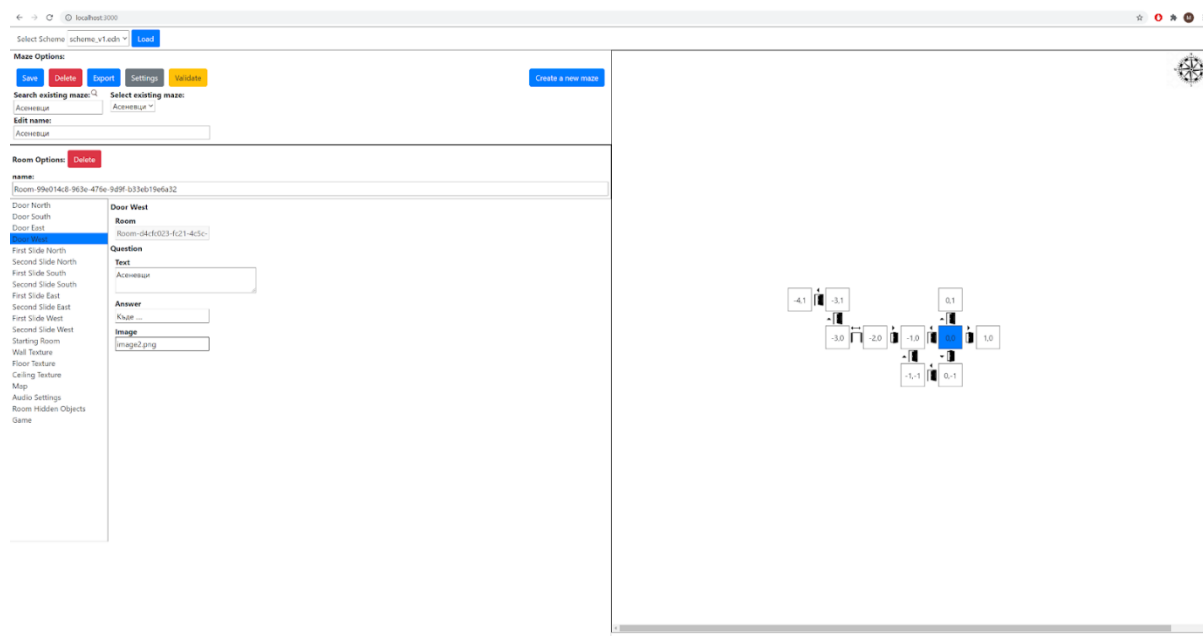 localhost:3000
Select Scheme scheme_v1.edn Load
Maze Options:
Save Delete Export Settings Validate Create a new maze
Search existing maze: Select existing maze:
Асеневци Асеневци
Edit name:
Асеневци
Room Options: Delete
name:
Room-99e014c8-963e-476e-9d9f-b33eb19e6a32
Door North
Door South
Door East
Door West
First Slide North
Second Slide North
First Slide South
Second Slide South
First Slide East
Second Slide East
First Slide West
Second Slide West
Starting Room
Wall Texture
Floor Texture
Ceiling Texture
Map
Audio Settings
Room Hidden Objects
Game
Door West
Room
Room-d4cfc023-fc21-4c5c-
Question
Text
Асеневци
Answer
Къде ...
Image
image2.png
-4,1 -3,1 0,1
-3,0 -2,0 -1,0 0,0 1,0
-1,-1 0,-1